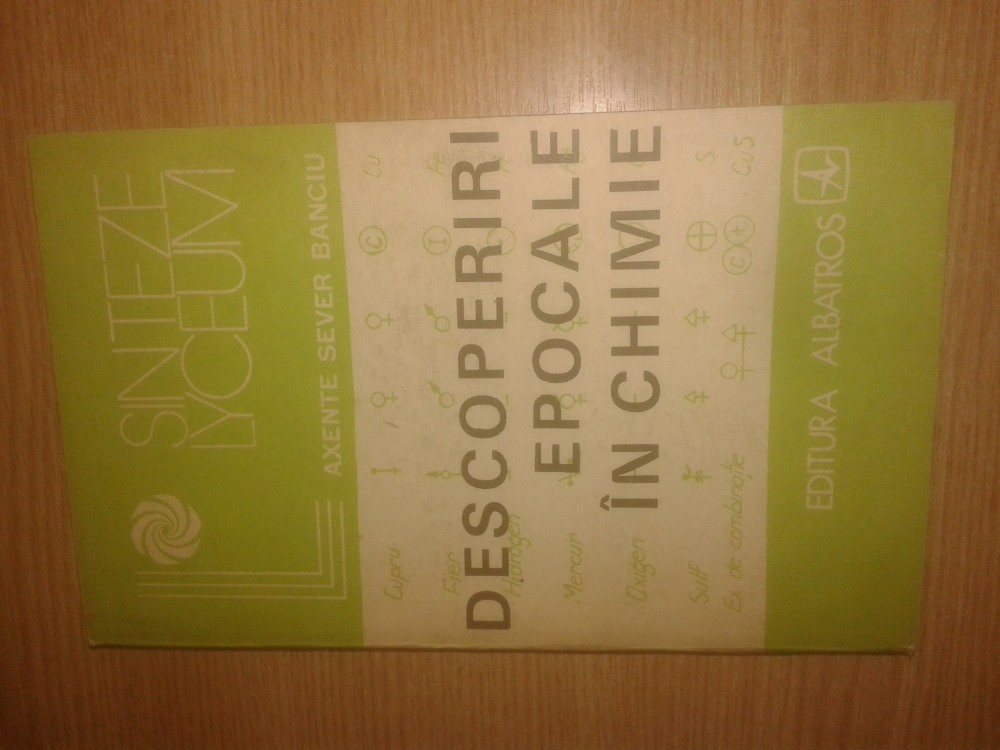 SINTEZE
LYCEUM
AXENTE SEVER BANCIU
DESCOPERIRI
EPOCALE
ÎN CHIMIE
Cupru C Cu
Fier I Fe
Hidrogen
Mercur
Oxigen
Sulf S
Ex de combinație C CuS
EDITURA ALBATROS